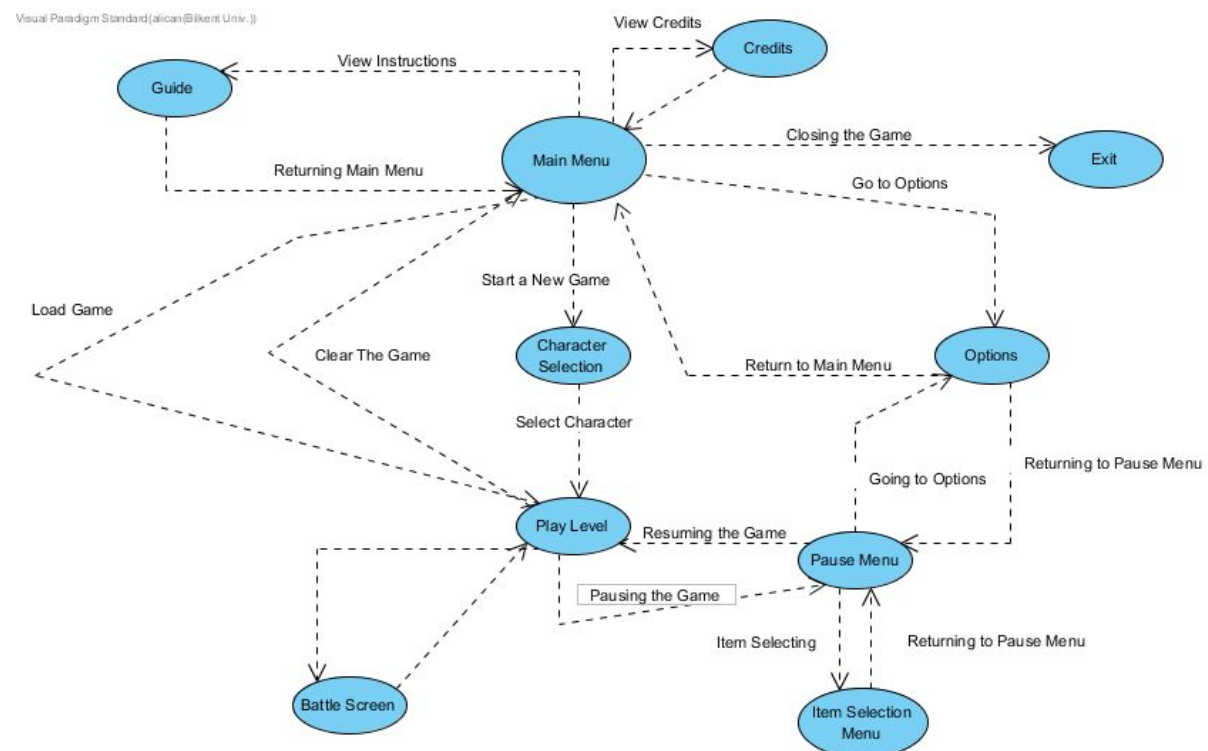 Visual Paradigm Standard(alican(Bilkent Univ.))
View Credits
Credits
View Instructions
Guide
Closing the Game
Main Menu
Exit
Returning Main Menu
Go to Options
Start a New Game
Load Game
Clear The Game
Character
Selection
Return to Main Menu
Options
Select Character
Returning to Pause Menu
Going to Options
Play Level
Resuming the Game
Pause Menu
Pausing the Game
Item Selecting
Returning to Pause Menu
Battle Screen
Item Selection
Menu